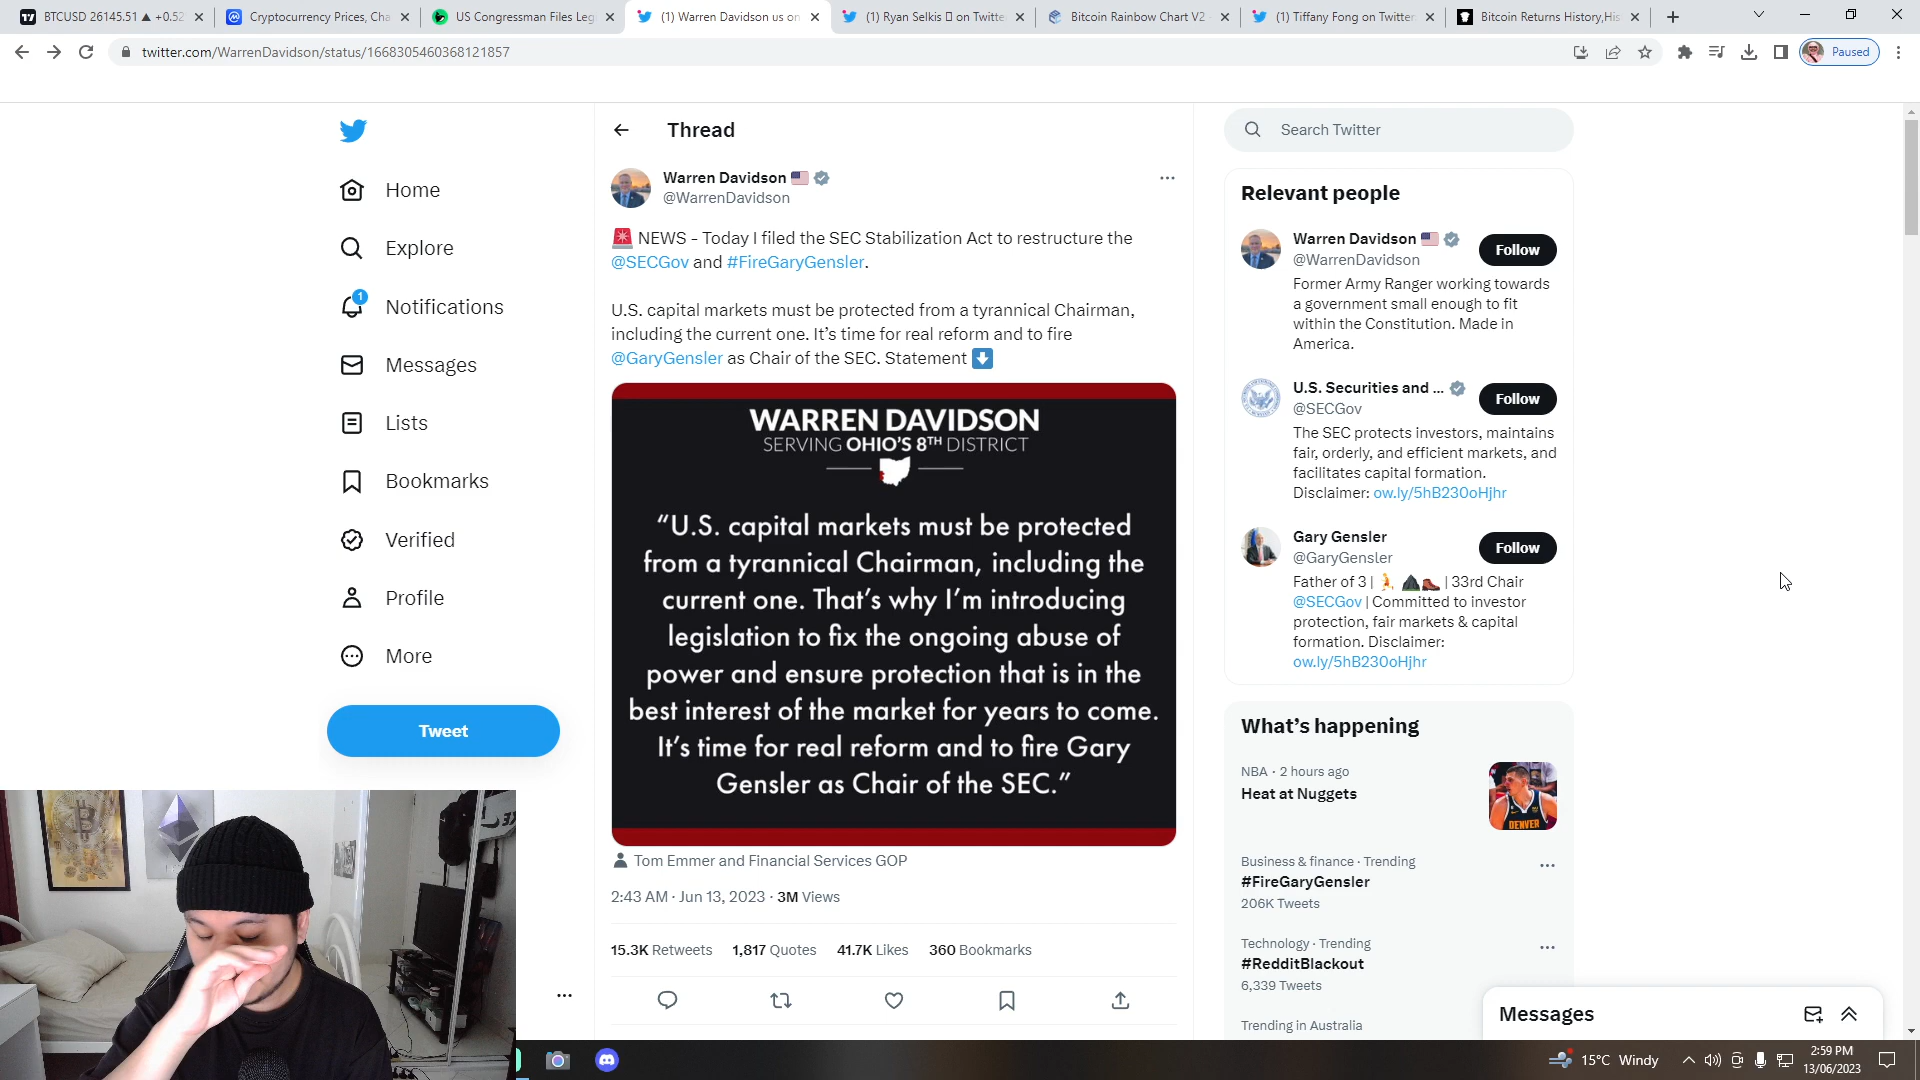 BTCUSD 26145.51 ▲ +0.52
Cryptocurrency Prices, Cha
US Congressman Files Leg
(1) Warren Davidson us on
(1) Ryan Selkis ▯ on Twitte
Bitcoin Rainbow Chart V2
(1) Tiffany Fong on Twitter
Bitcoin Returns History,His
twitter.com/WarrenDavidson/status/1668305460368121857
Paused
Home
Explore
1
Notifications
Messages
Lists
Bookmarks
Verified
Profile
More
Tweet
Thread
Warren Davidson 🇺🇸
@WarrenDavidson
🚨 NEWS - Today I filed the SEC Stabilization Act to restructure the
@SECGov and #FireGaryGensler.
U.S. capital markets must be protected from a tyrannical Chairman,
including the current one. It’s time for real reform and to fire
@GaryGensler as Chair of the SEC. Statement ⬇️
WARREN DAVIDSON
SERVING OHIO'S 8TH DISTRICT
“U.S. capital markets must be protected
from a tyrannical Chairman, including the
current one. That’s why I’m introducing
legislation to fix the ongoing abuse of
power and ensure protection that is in the
best interest of the market for years to come.
It’s time for real reform and to fire Gary
Gensler as Chair of the SEC.”
Tom Emmer and Financial Services GOP
2:43 AM · Jun 13, 2023 · 3M Views
15.3K Retweets 1,817 Quotes 41.7K Likes 360 Bookmarks
Search Twitter
Relevant people
Warren Davidson 🇺🇸
@WarrenDavidson
Follow
Former Army Ranger working towards
a government small enough to fit
within the Constitution. Made in
America.
U.S. Securities and ...
@SECGov
Follow
The SEC protects investors, maintains
fair, orderly, and efficient markets, and
facilitates capital formation.
Disclaimer: ow.ly/5hB230oHjhr
Gary Gensler
@GaryGensler
Follow
Father of 3 | 🏃 ⛰️🥾 | 33rd Chair
@SECGov | Committed to investor
protection, fair markets & capital
formation. Disclaimer:
ow.ly/5hB230oHjhr
What’s happening
NBA · 2 hours ago
Heat at Nuggets
DENVER
Business & finance · Trending
#FireGaryGensler
206K Tweets
Technology · Trending
#RedditBlackout
6,339 Tweets
Trending in Australia
Messages
15°C Windy
2:59 PM
13/06/2023